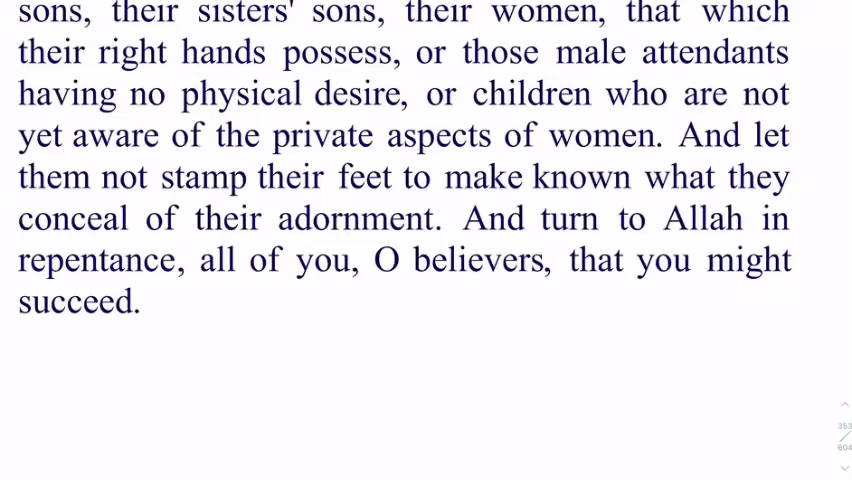 sons, their sisters' sons, their women, that which
their right hands possess, or those male attendants
having no physical desire, or children who are not
yet aware of the private aspects of women. And let
them not stamp their feet to make known what they
conceal of their adornment. And turn to Allah in
repentance, all of you, O believers, that you might
succeed.
353
604